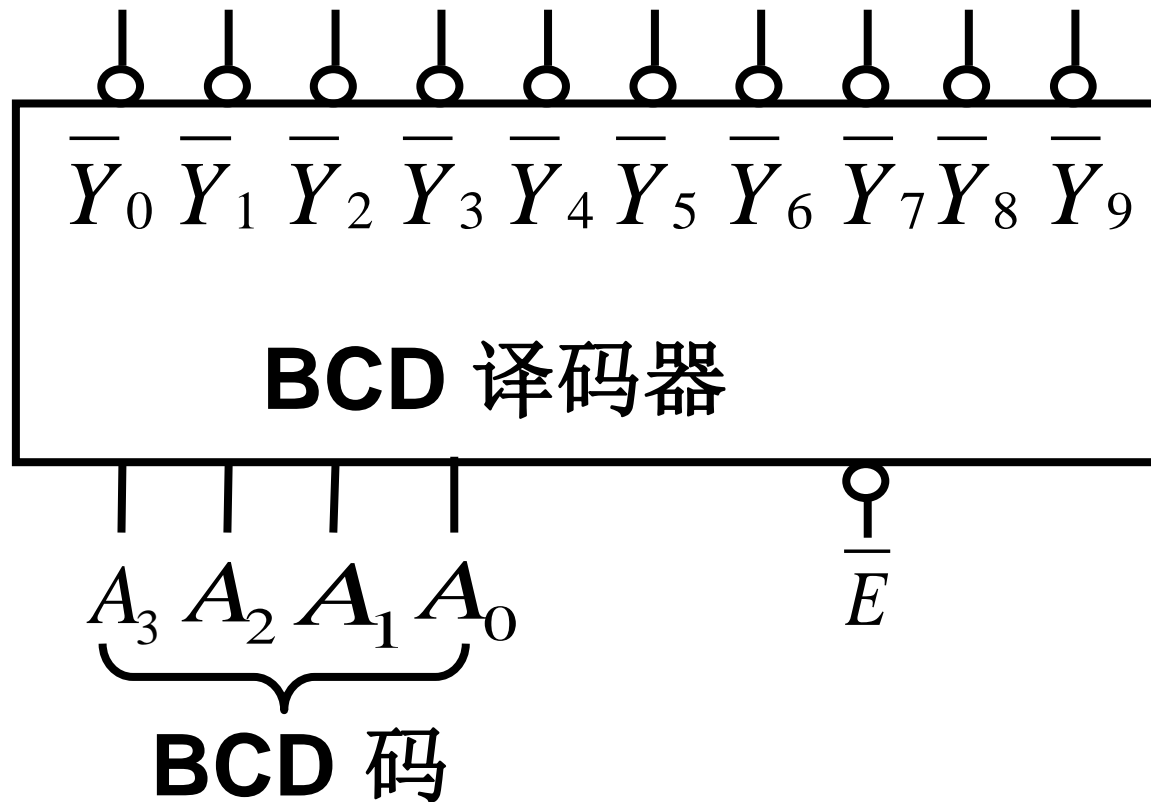 Y̅0 Y̅1 Y̅2 Y̅3 Y̅4 Y̅5 Y̅6 Y̅7 Y̅8 Y̅9
BCD 译码器
A3 A2 A1 A0 E̅
BCD 码